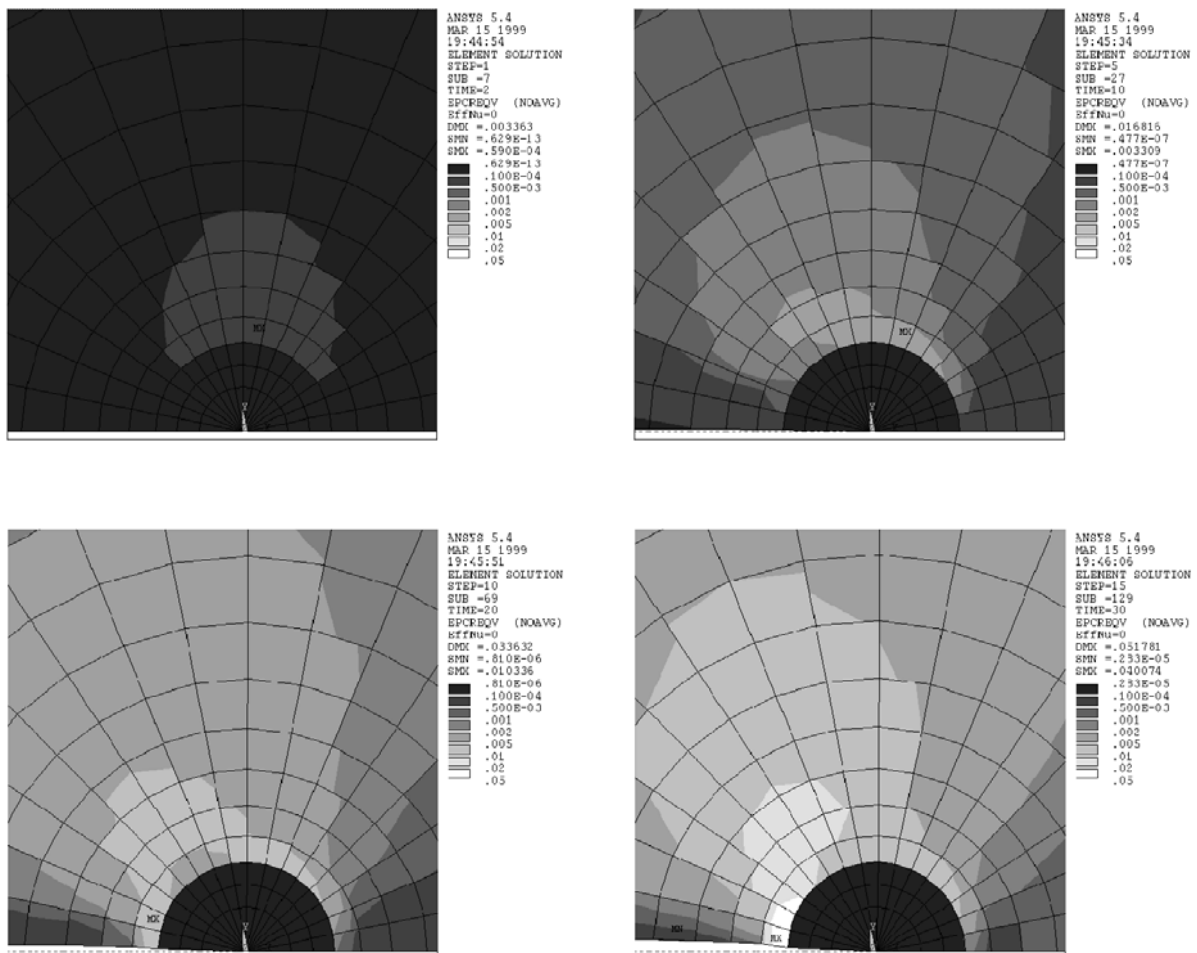 ANSYS 5.4
MAR 15 1999
19:44:54
ELEMENT SOLUTION
STEP=1
SUB =7
TIME=2
EPCREQV (NOAVG)
EffNu=0
DMX =.003363
SMN =.629E-13
SMX =.590E-04
.629E-13
.100E-04
.500E-03
.001
.002
.005
.01
.02
.05
MX
Y
ANSYS 5.4
MAR 15 1999
19:45:34
ELEMENT SOLUTION
STEP=5
SUB =27
TIME=10
EPCREQV (NOAVG)
EffNu=0
DMX =.016816
SMN =.477E-07
SMX =.003309
.477E-07
.100E-04
.500E-03
.001
.002
.005
.01
.02
.05
MX
Y
ANSYS 5.4
MAR 15 1999
19:45:51
ELEMENT SOLUTION
STEP=10
SUB =69
TIME=20
EPCREQV (NOAVG)
EffNu=0
DMX =.033632
SMN =.810E-06
SMX =.010336
.810E-06
.100E-04
.500E-03
.001
.002
.005
.01
.02
.05
MX
Y
ANSYS 5.4
MAR 15 1999
19:46:06
ELEMENT SOLUTION
STEP=15
SUB =129
TIME=30
EPCREQV (NOAVG)
EffNu=0
DMX =.051781
SMN =.233E-05
SMX =.040074
.233E-05
.100E-04
.500E-03
.001
.002
.005
.01
.02
.05
MN
MX
Y